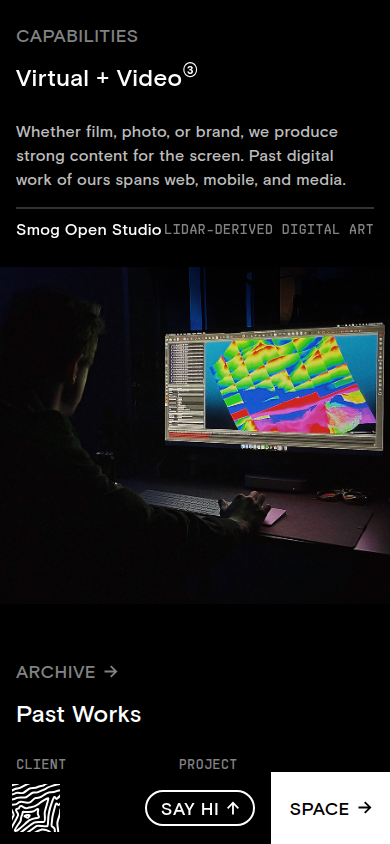 CAPABILITIES
Virtual + Video③
Whether film, photo, or brand, we produce
strong content for the screen. Past digital
work of ours spans web, mobile, and media.
Smog Open Studio LIDAR-DERIVED DIGITAL ART
ARCHIVE →
Past Works
CLIENT PROJECT
SAY HI ↑ SPACE →